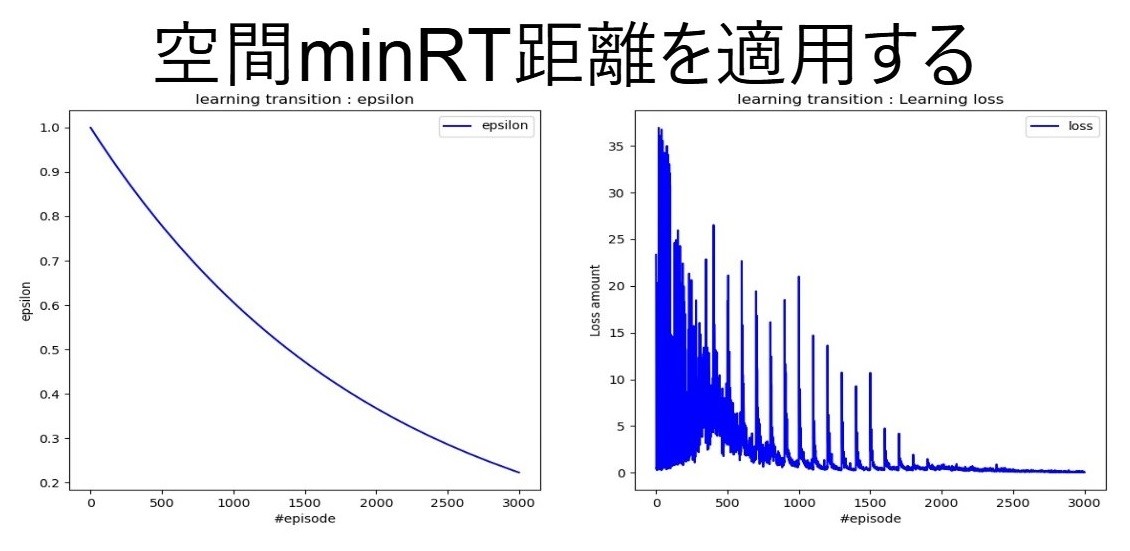 空間minRT距離を適用する
learning transition : epsilon
epsilon
1.0
0.9
0.8
0.7
0.6
0.5
0.4
0.3
0.2
epsilon
0 500 1000 1500 2000 2500 3000
#episode
learning transition : Learning loss
loss
35
30
25
20
15
10
5
0
Loss amount
0 500 1000 1500 2000 2500 3000
#episode